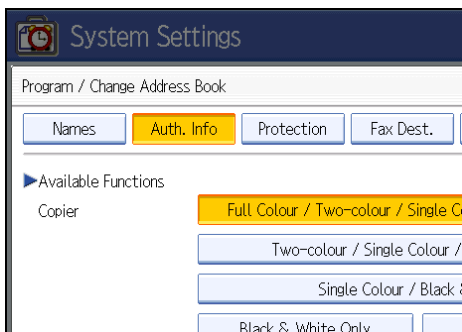 System Settings
Program / Change Address Book
Names Auth. Info Protection Fax Dest.
Available Functions
Copier Full Colour / Two-colour / Single
Two-colour / Single Colour /
Single Colour / Black
Black & White Only